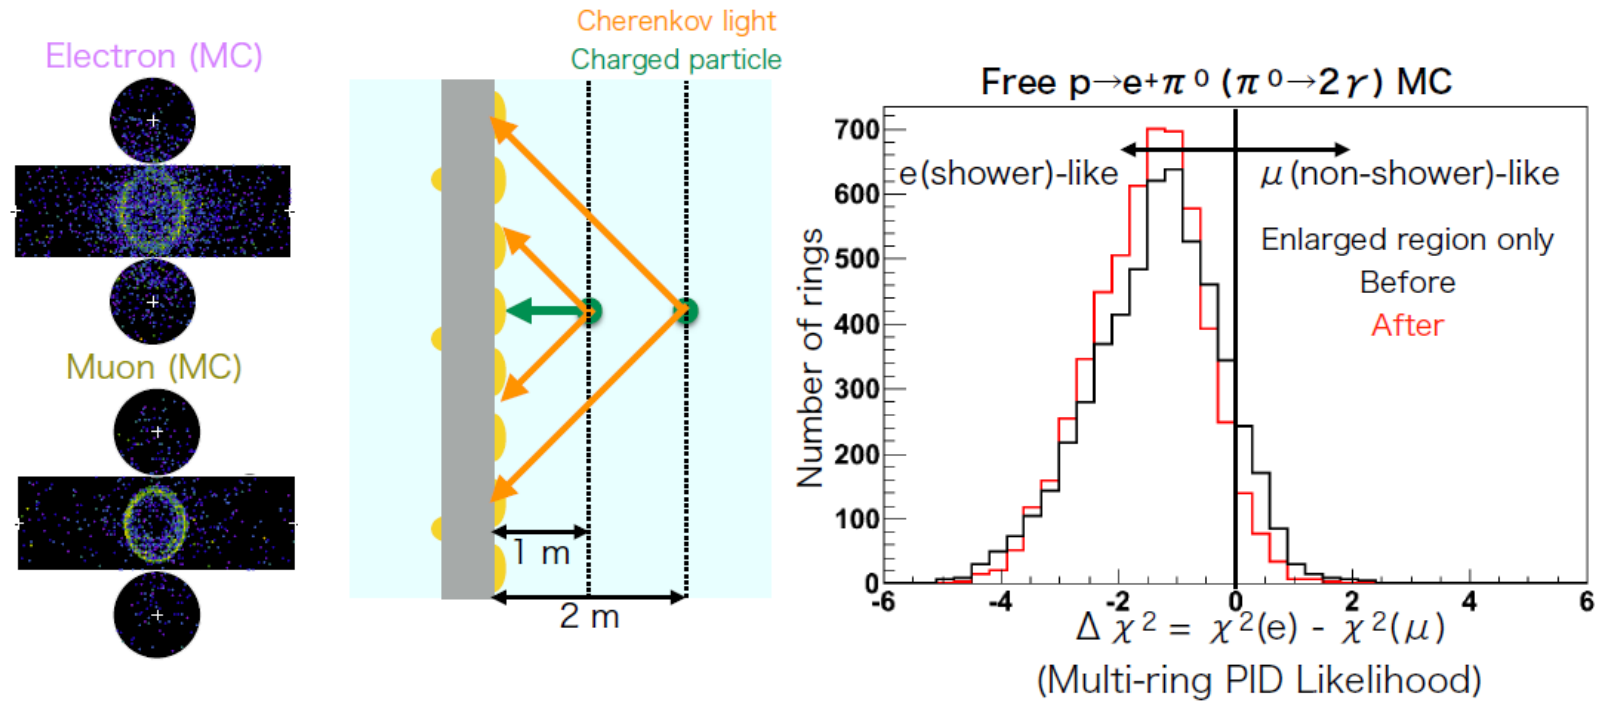 Electron (MC)
Muon (MC)
Cherenkov light
Charged particle
1 m
2 m
Free p→e+π⁰ (π⁰→2γ) MC
e(shower)-like
μ(non-shower)-like
Enlarged region only
Before
After
Number of rings
700
600
500
400
300
200
100
0
-6
-4
-2
0
2
4
6
Δχ2 = χ2(e) - χ2(μ)
(Multi-ring PID Likelihood)